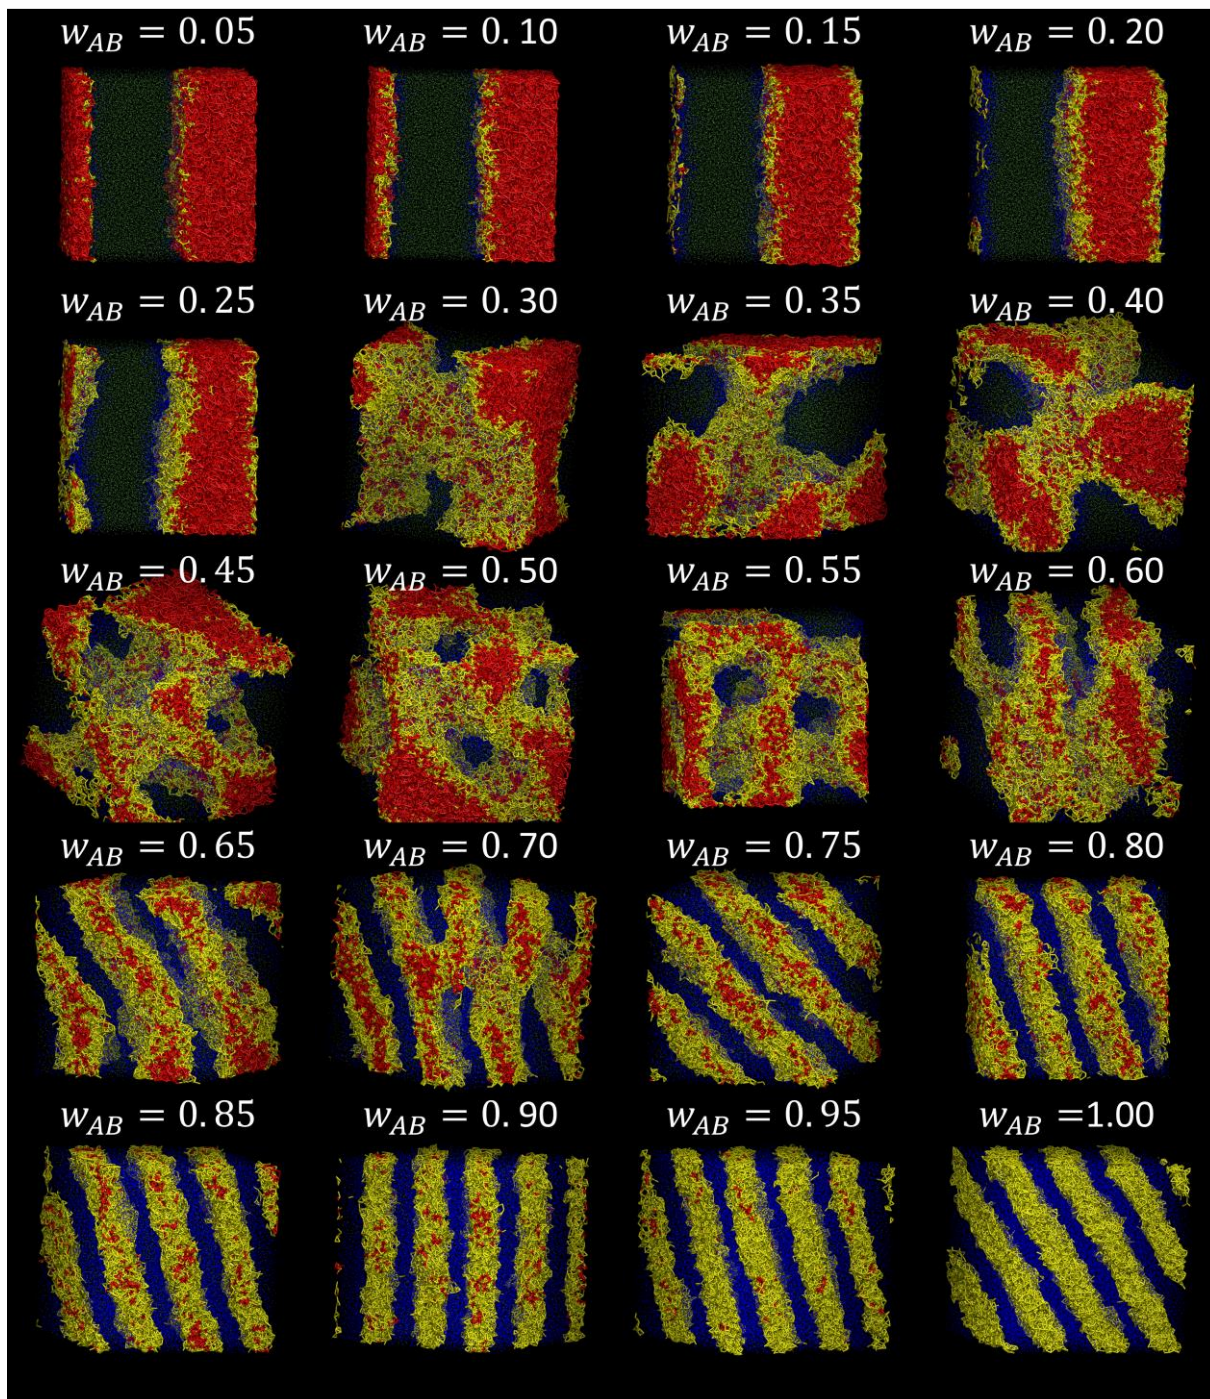 w_AB = 0.05 w_AB = 0.10 w_AB = 0.15 w_AB = 0.20
w_AB = 0.25 w_AB = 0.30 w_AB = 0.35 w_AB = 0.40
w_AB = 0.45 w_AB = 0.50 w_AB = 0.55 w_AB = 0.60
w_AB = 0.65 w_AB = 0.70 w_AB = 0.75 w_AB = 0.80
w_AB = 0.85 w_AB = 0.90 w_AB = 0.95 w_AB =1.00